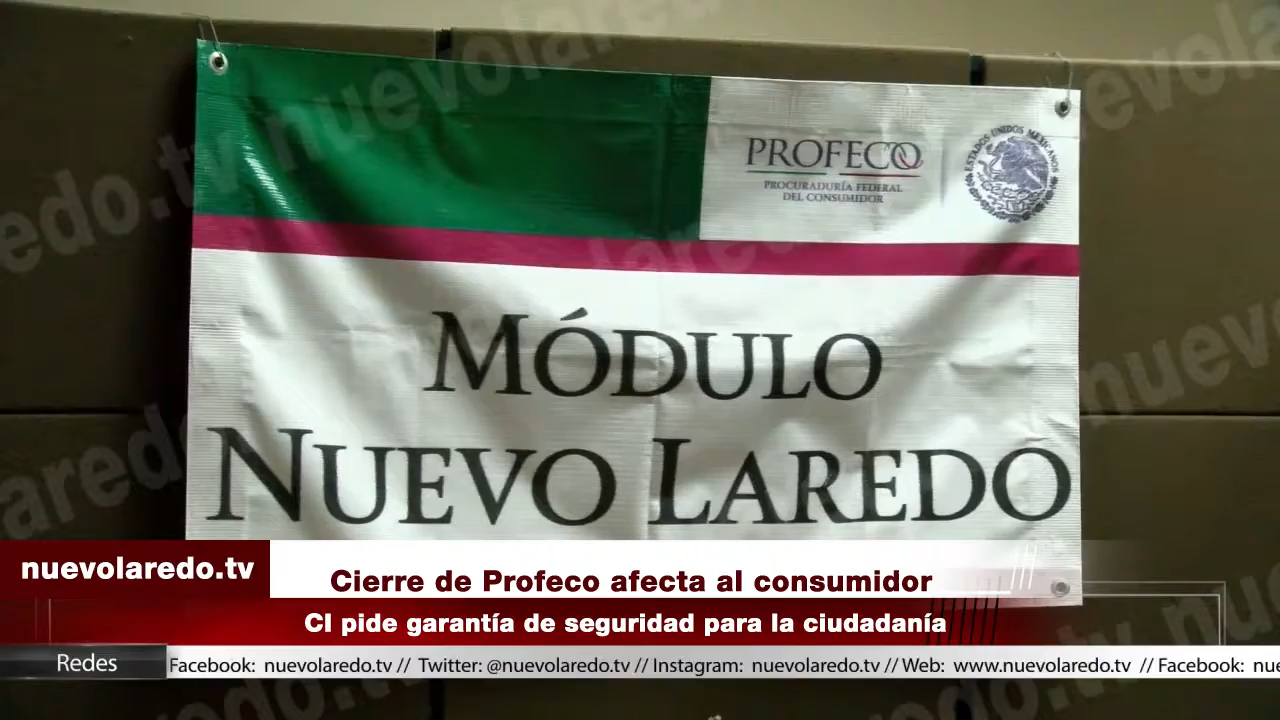 PROFECO
PROCURADURÍA FEDERAL
DEL CONSUMIDOR
ESTADOS UNIDOS MEXICANOS
MÓDULO
NUEVO LAREDO
nuevolaredo.tv
Cierre de Profeco afecta al consumidor
CI pide garantía de seguridad para la ciudadanía
Redes
Facebook: nuevolaredo.tv // Twitter: @nuevolaredo.tv // Instagram: nuevolaredo.tv // Web: www.nuevolaredo.tv // Facebook: nue